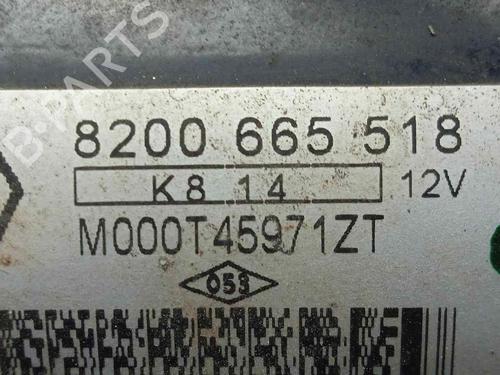 B-PARTS
8200 665 518
K8 14 12V
M000T45971ZT
053